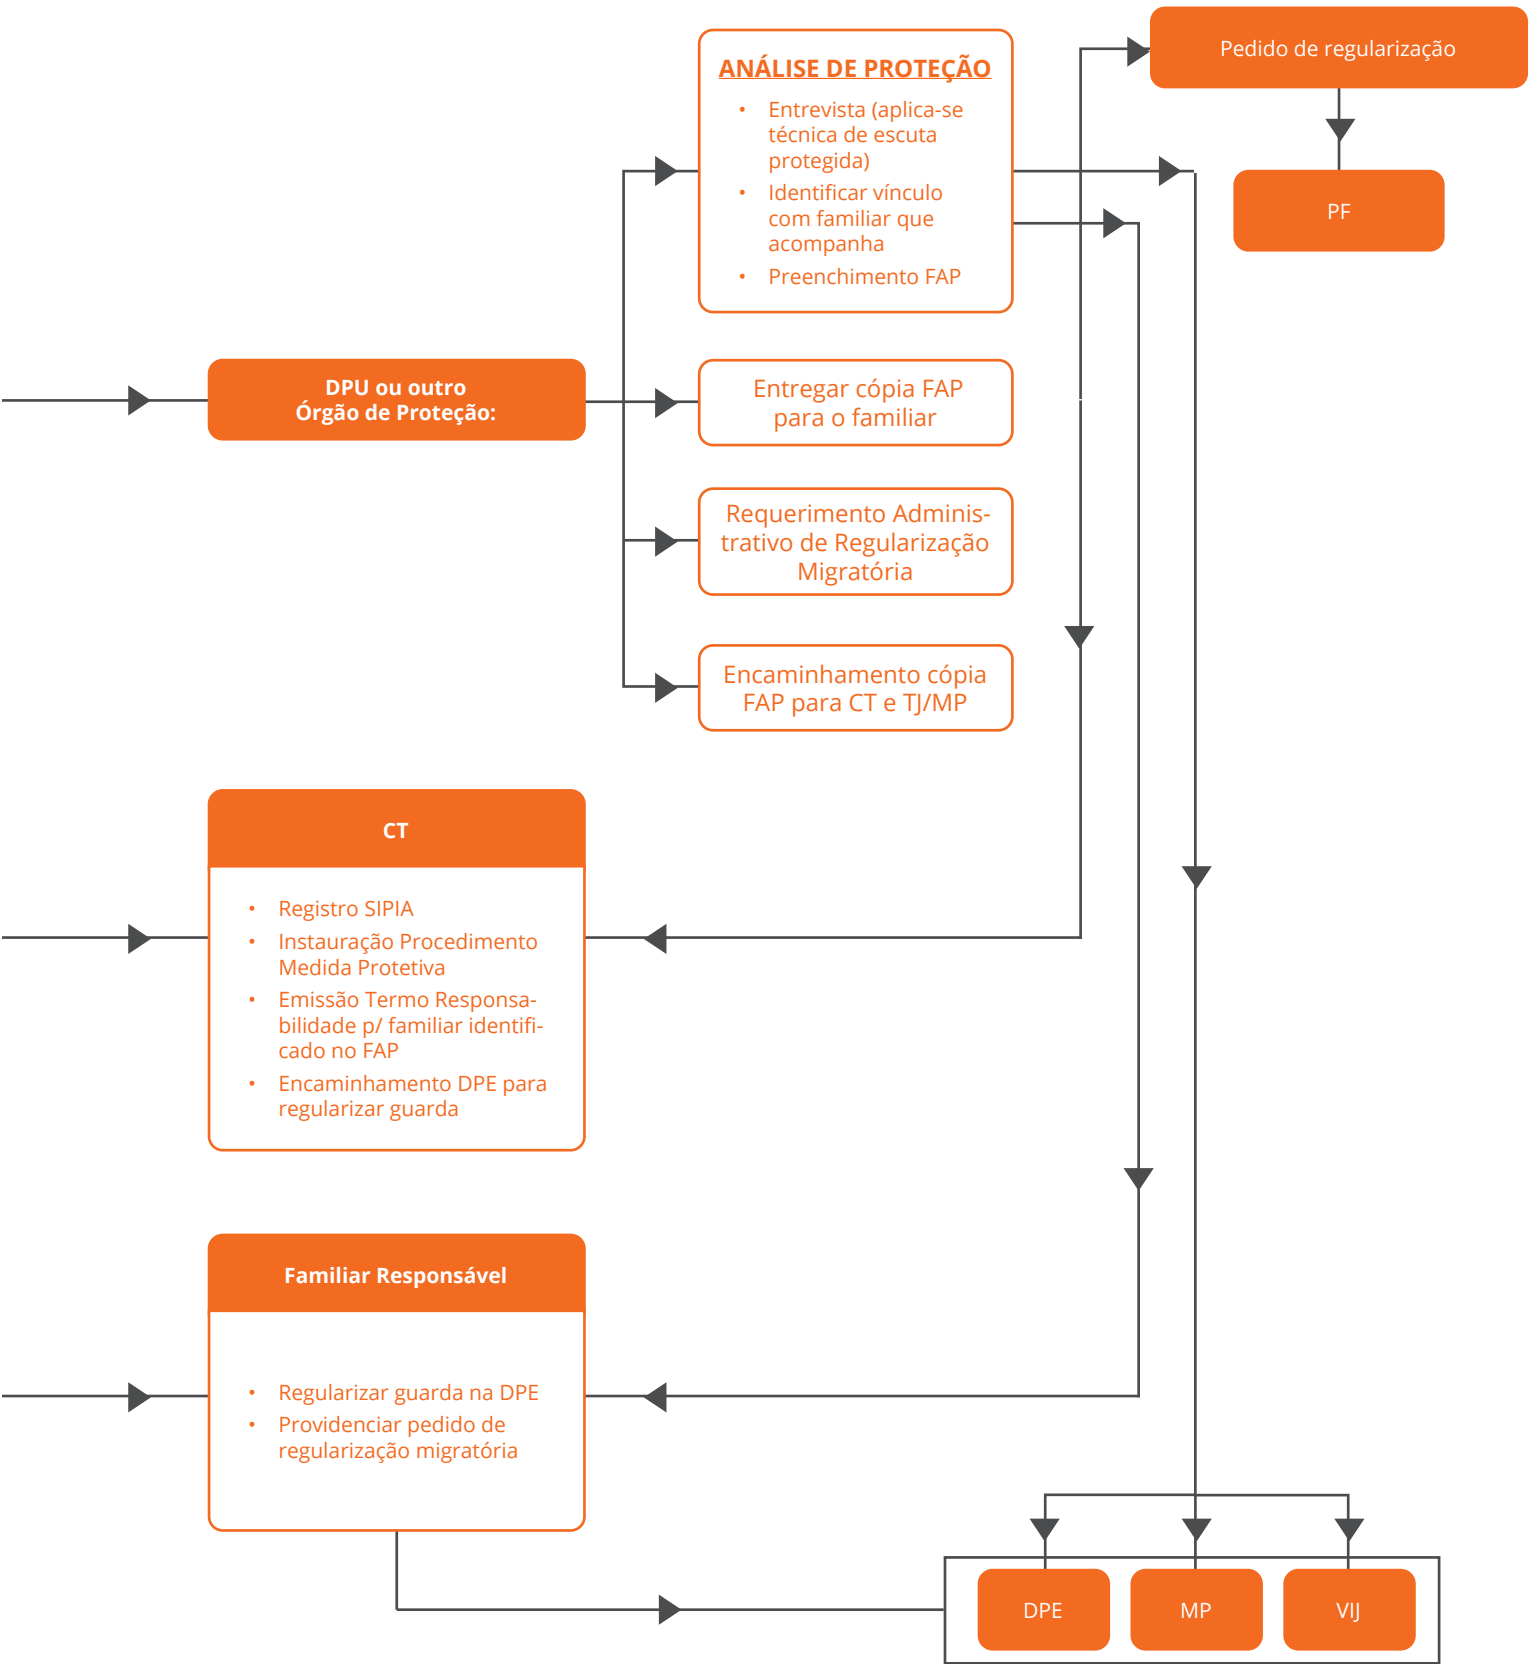 Pedido de regularização
PF
ANÁLISE DE PROTEÇÃO
• Entrevista (aplica-se
técnica de escuta
protegida)
• Identificar vínculo
com familiar que
acompanha
• Preenchimento FAP
DPU ou outro
Órgão de Proteção:
Entregar cópia FAP
para o familiar
Requerimento Adminis-
trativo de Regularização
Migratória
Encaminhamento cópia
FAP para CT e TJ/MP
CT
• Registro SIPIA
• Instauração Procedimento
Medida Protetiva
• Emissão Termo Responsa-
bilidade p/ familiar identifi-
cado no FAP
• Encaminhamento DPE para
regularizar guarda
Familiar Responsável
• Regularizar guarda na DPE
• Providenciar pedido de
regularização migratória
DPE
MP
VIJ